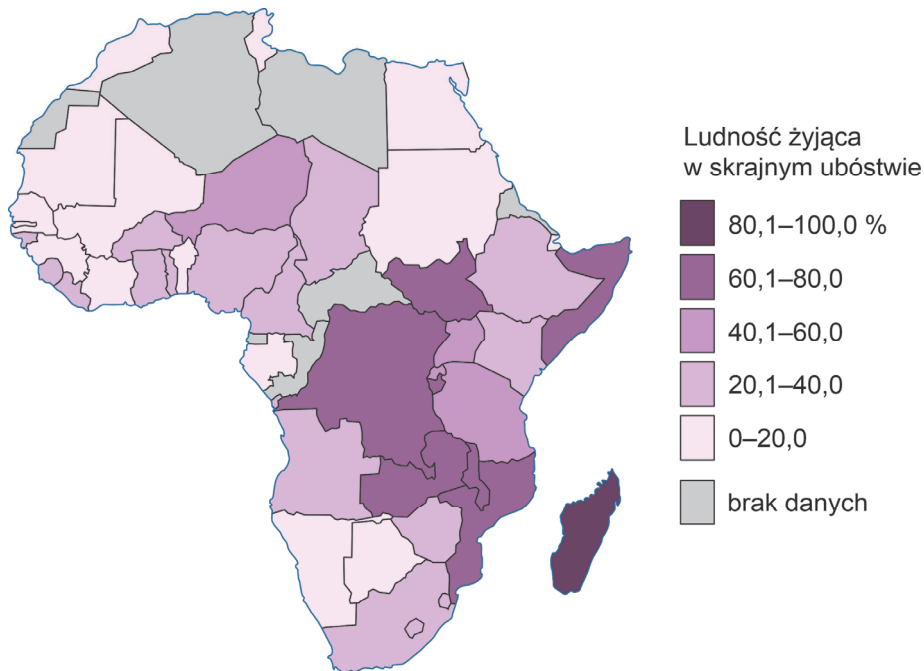 Ludność żyjąca
w skrajnym ubóstwie
80,1–100,0 %
60,1–80,0
40,1–60,0
20,1–40,0
0–20,0
brak danych